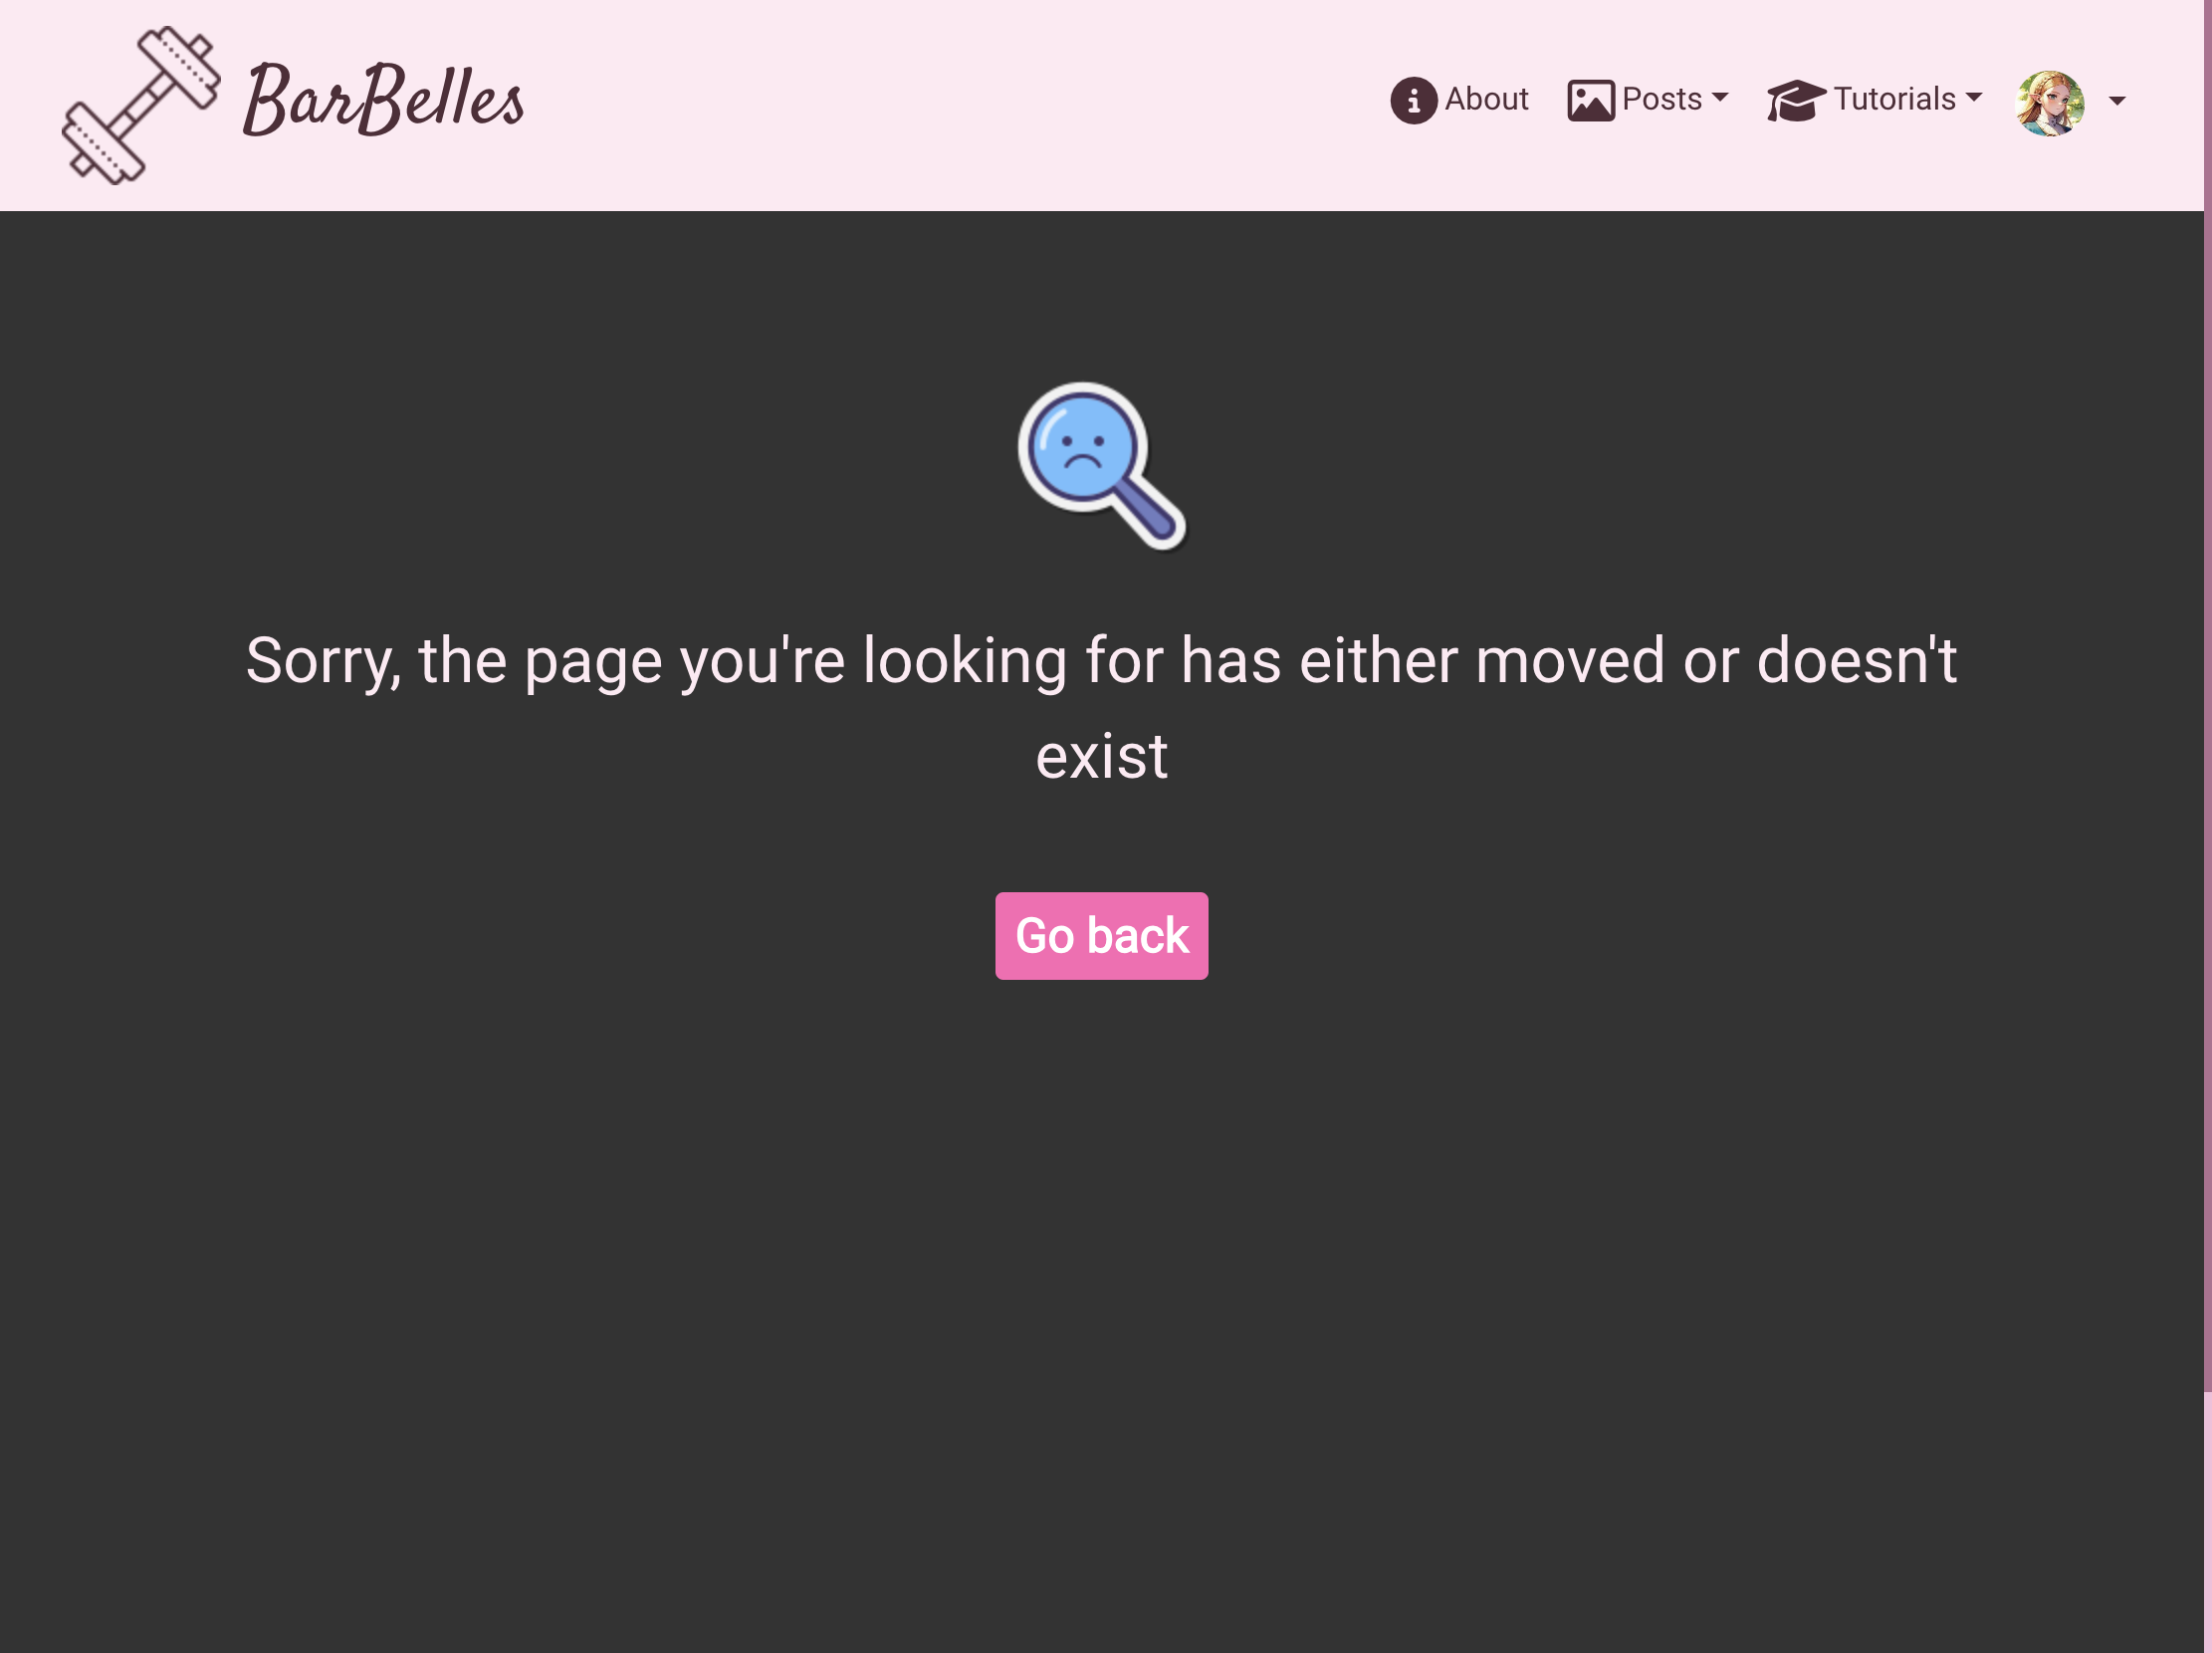 BarBelles
About Posts Tutorials
Sorry, the page you're looking for has either moved or doesn't
exist
Go back